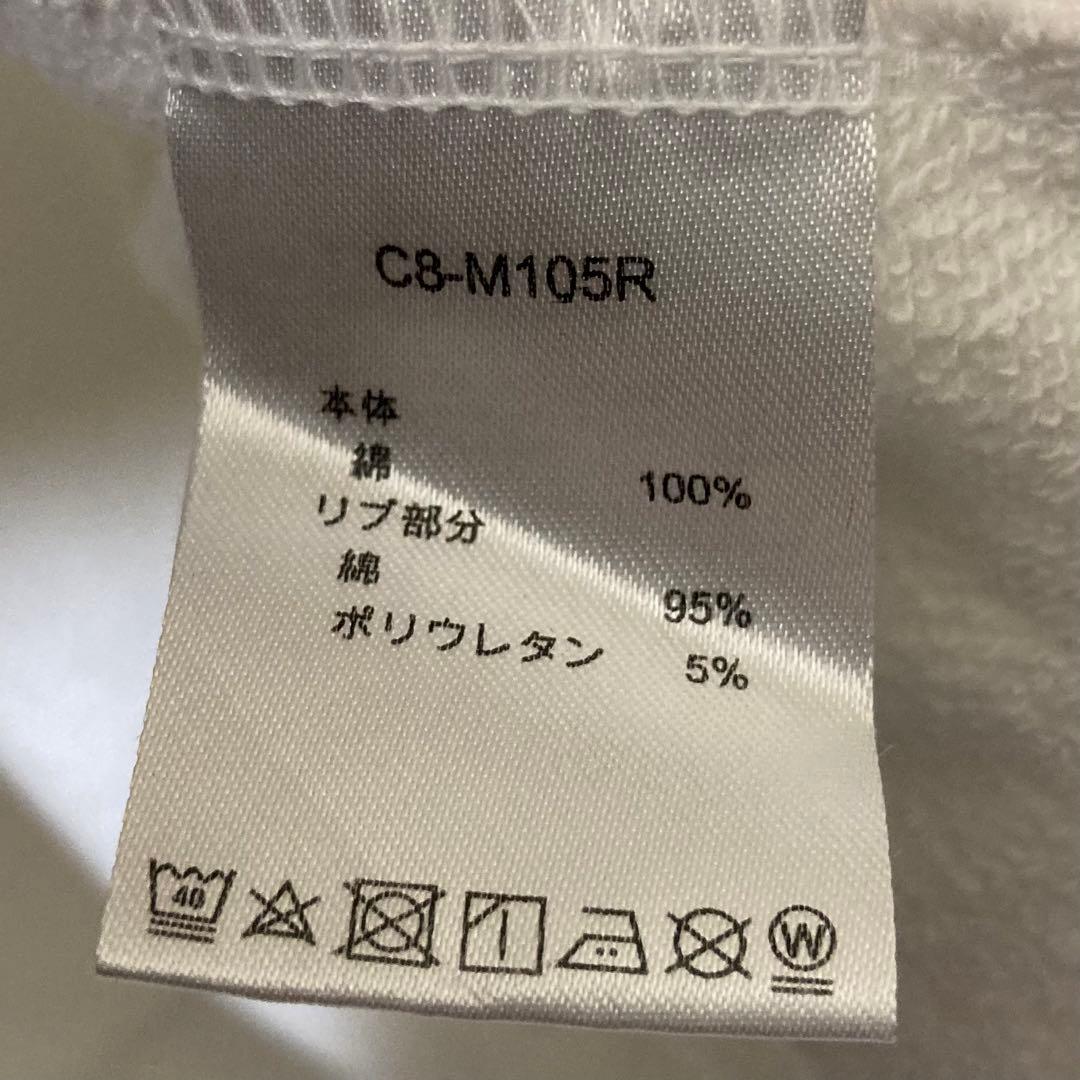 C8-M105R
本体
綿 100%
リブ部分
綿 95%
ポリウレタン 5%
40 W